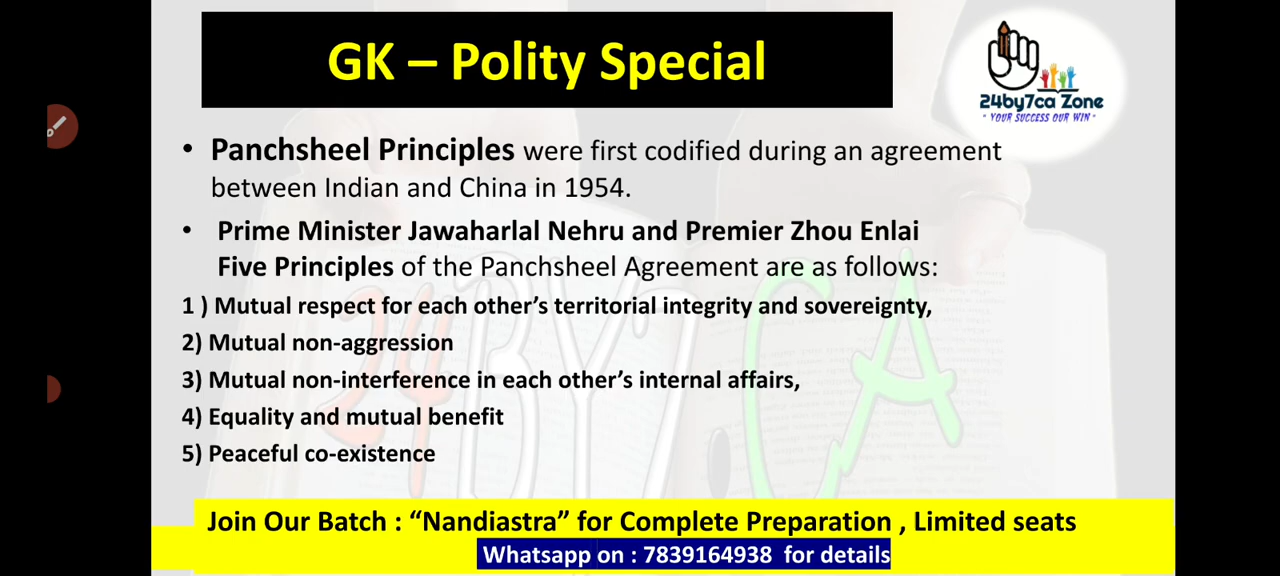 GK – Polity Special
24by7ca Zone
" YOUR SUCCESS OUR WIN "
• Panchsheel Principles were first codified during an agreement
between Indian and China in 1954.
• Prime Minister Jawaharlal Nehru and Premier Zhou Enlai
Five Principles of the Panchsheel Agreement are as follows:
1 ) Mutual respect for each other’s territorial integrity and sovereignty,
2) Mutual non-aggression
3) Mutual non-interference in each other’s internal affairs,
4) Equality and mutual benefit
5) Peaceful co-existence
24BY7.CA
Join Our Batch : “Nandiastra” for Complete Preparation , Limited seats
Whatsapp on : 7839164938 for details